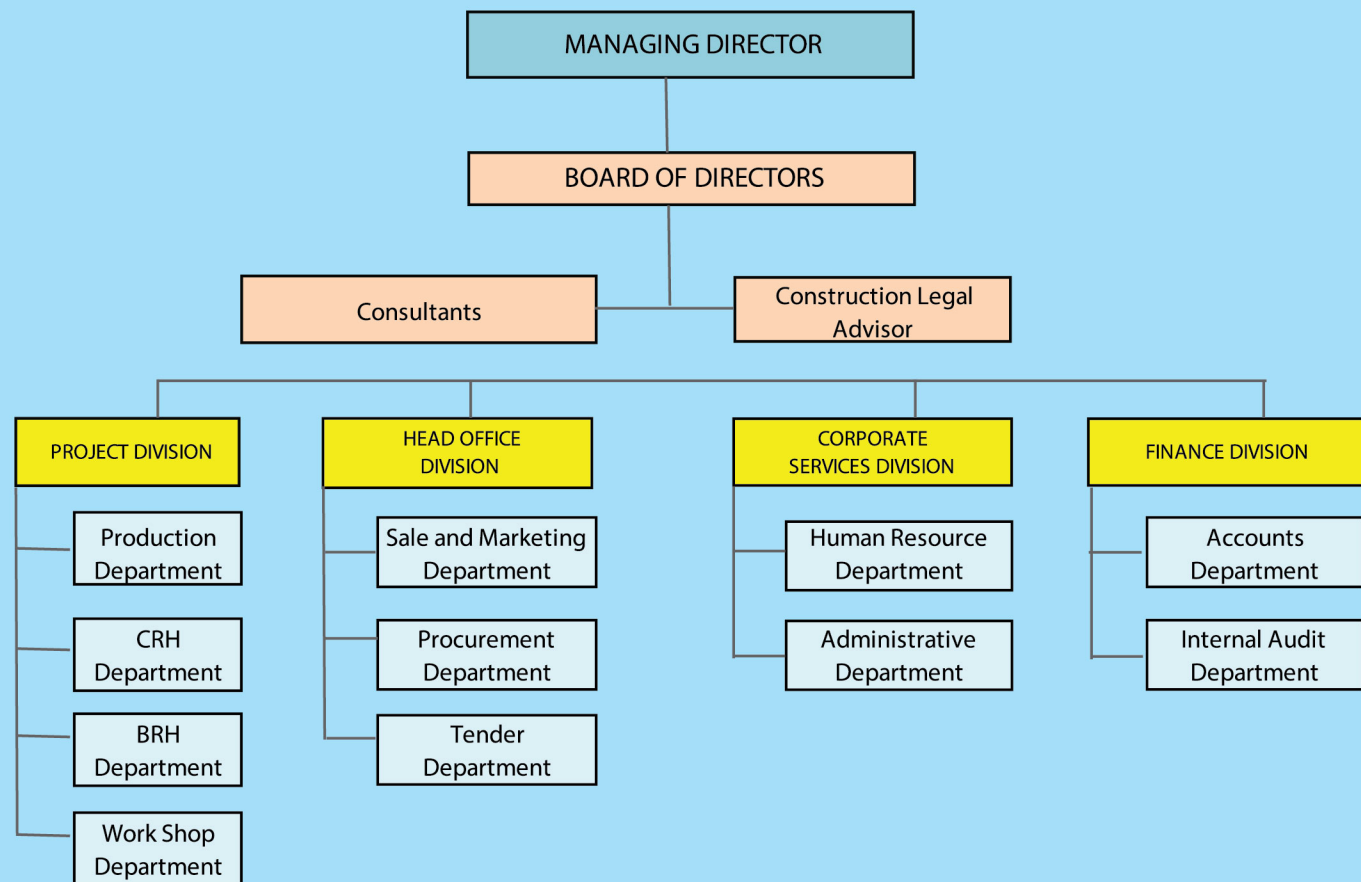 MANAGING DIRECTOR
BOARD OF DIRECTORS
Consultants
Construction Legal
Advisor
PROJECT DIVISION
HEAD OFFICE
DIVISION
CORPORATE
SERVICES DIVISION
FINANCE DIVISION
Production
Department
CRH
Department
BRH
Department
Work Shop
Department
Sale and Marketing
Department
Procurement
Department
Tender
Department
Human Resource
Department
Administrative
Department
Accounts
Department
Internal Audit
Department